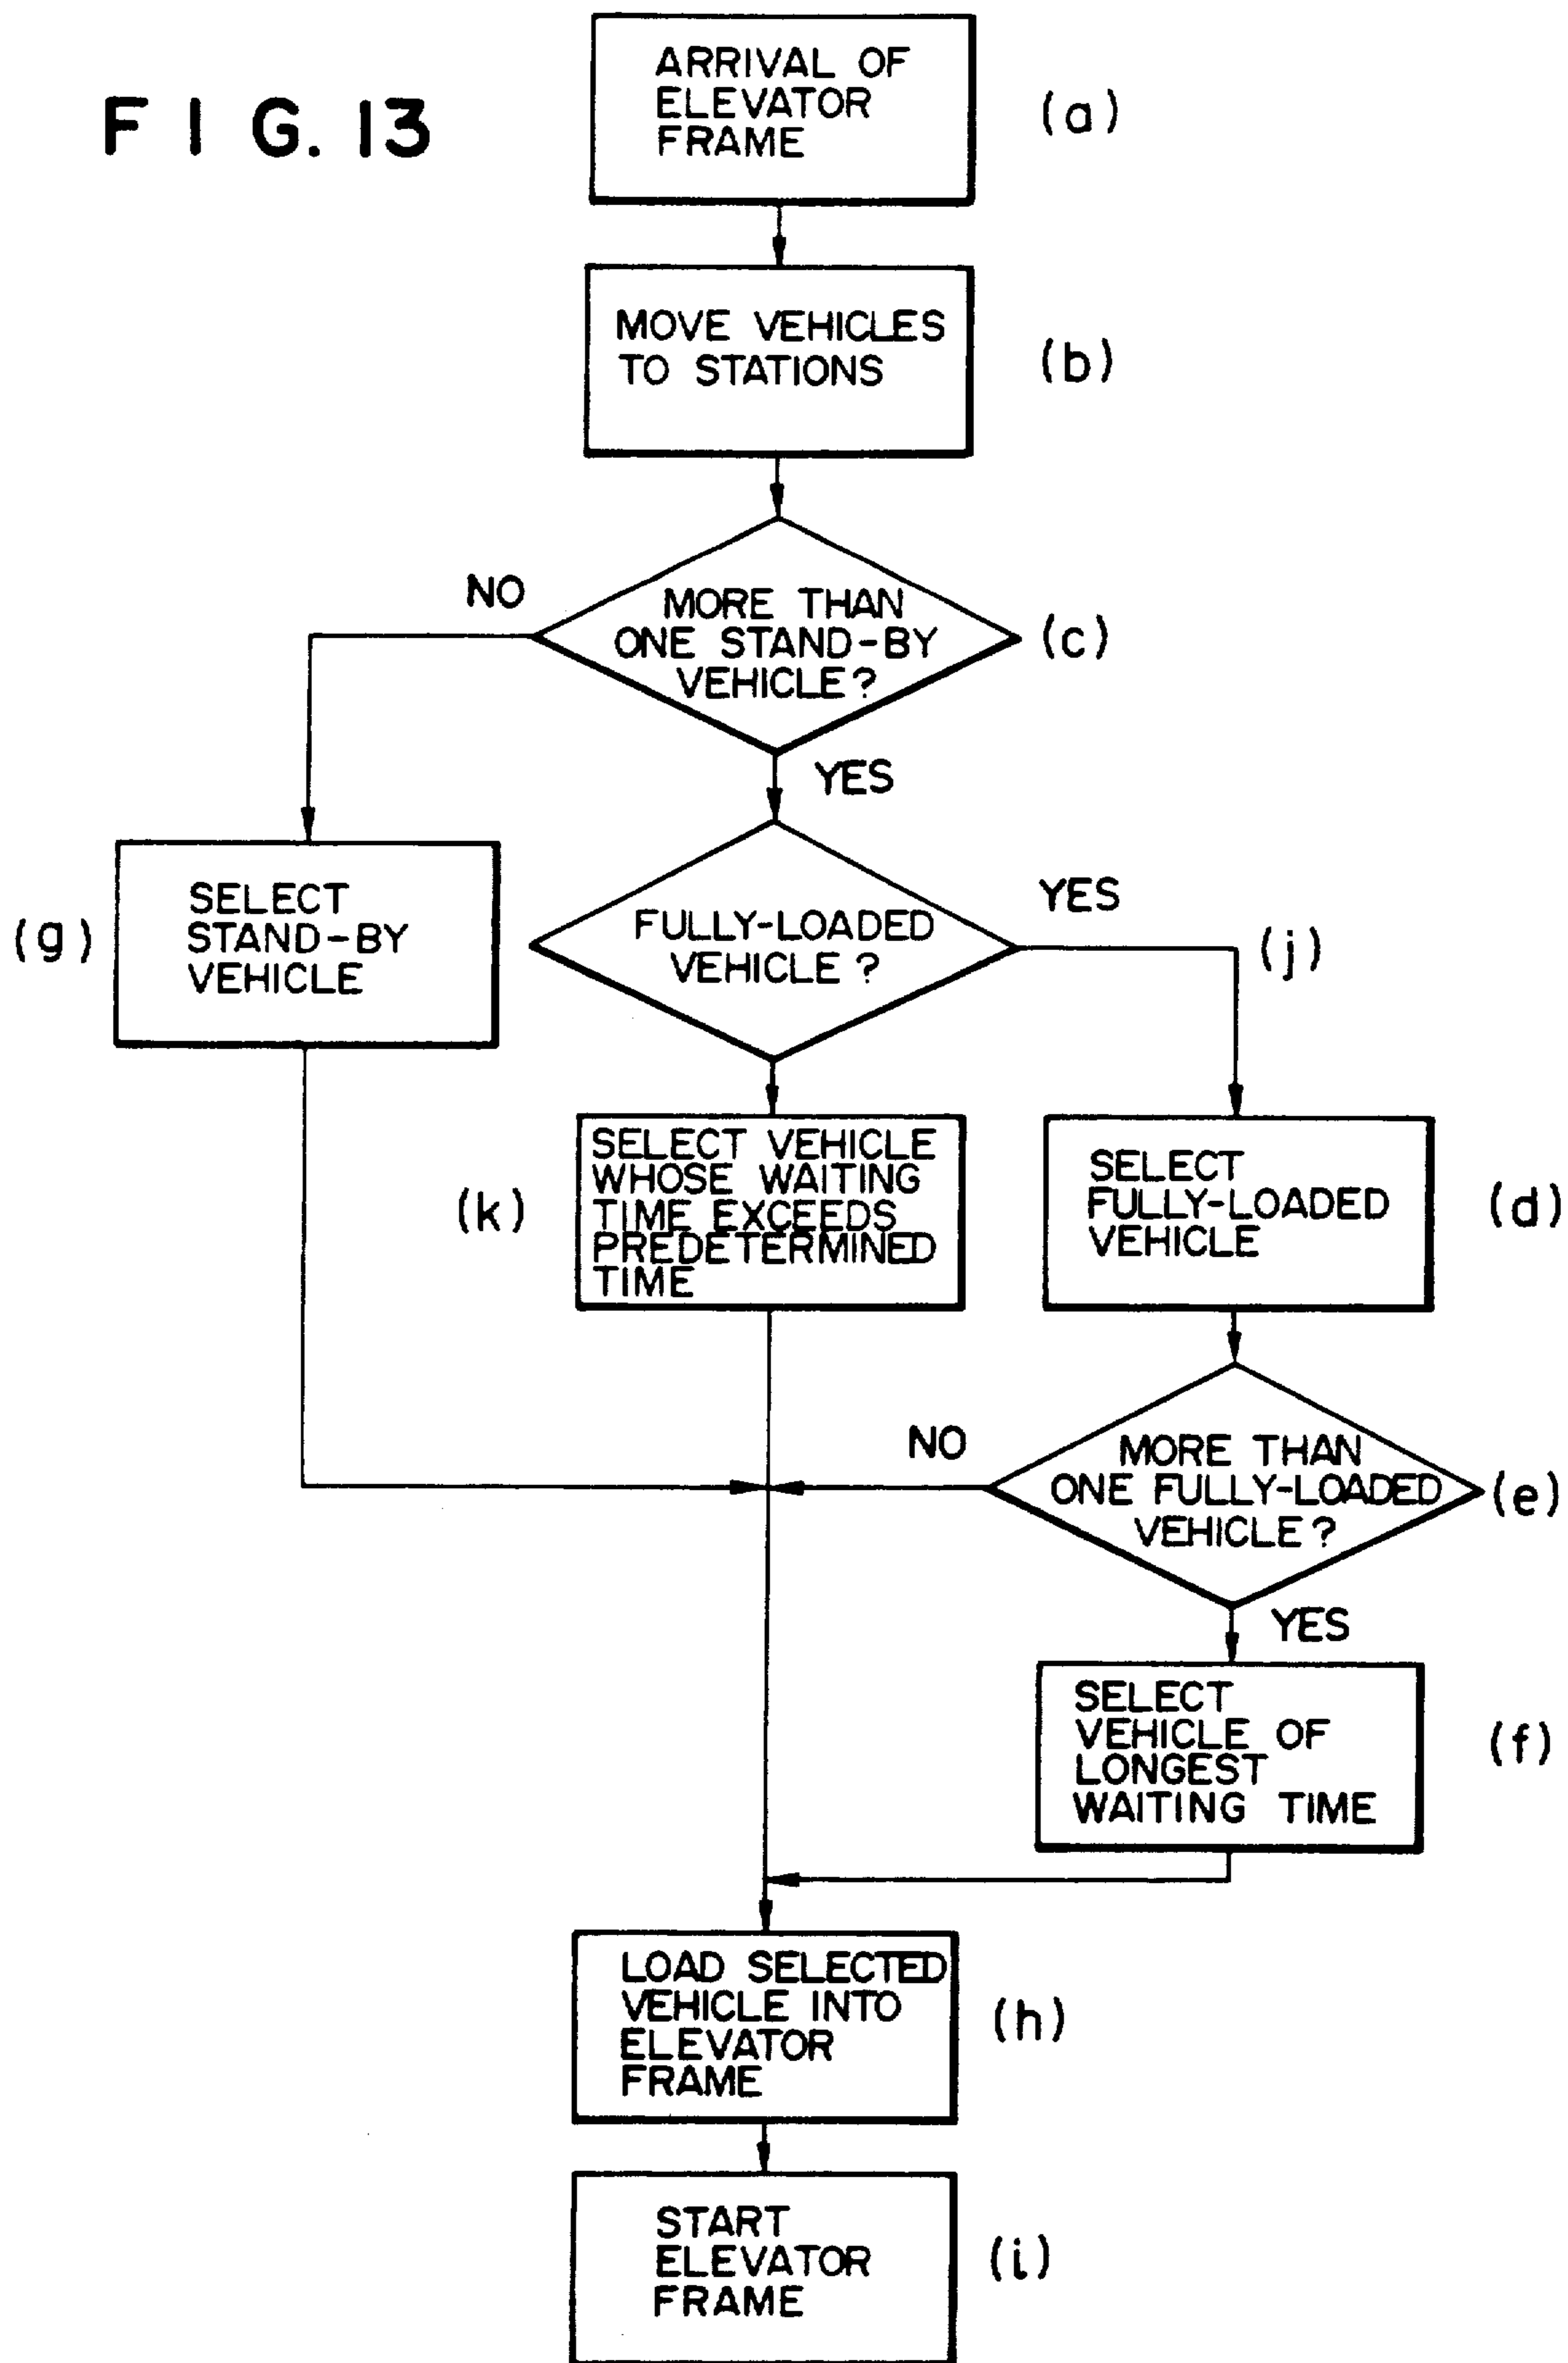 F I G. 13
ARRIVAL OF
ELEVATOR
FRAME
(a)
MOVE VEHICLES
TO STATIONS
(b)
NO
MORE THAN
ONE STAND-BY
VEHICLE?
(c)
YES
(g)
SELECT
STAND-BY
VEHICLE
FULLY-LOADED
VEHICLE?
YES
(j)
(k)
SELECT VEHICLE
WHOSE WAITING
TIME EXCEEDS
PREDETERMINED
TIME
SELECT
FULLY-LOADED
VEHICLE
(d)
NO
MORE THAN
ONE FULLY-LOADED
VEHICLE?
(e)
YES
SELECT
VEHICLE OF
LONGEST
WAITING TIME
(f)
LOAD SELECTED
VEHICLE INTO
ELEVATOR
FRAME
(h)
START
ELEVATOR
FRAME
(i)